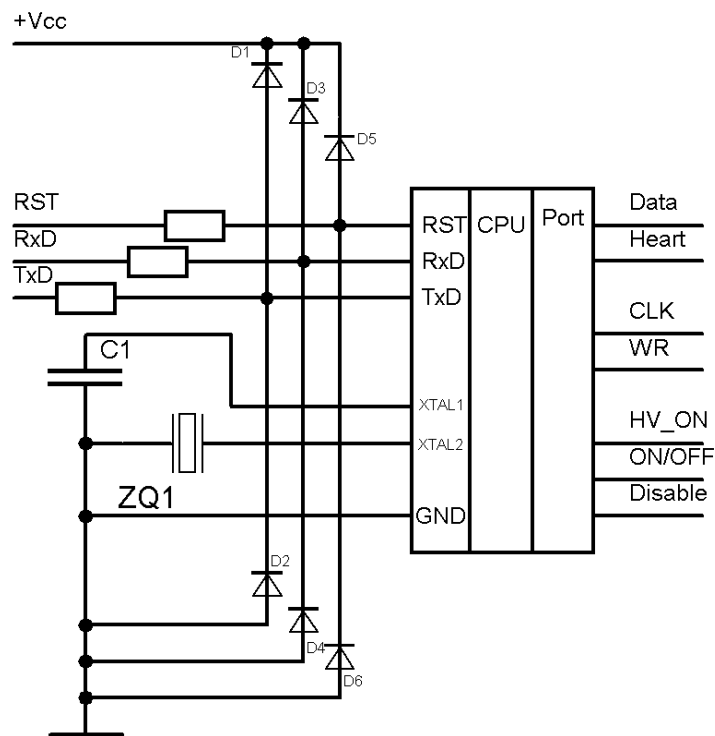 +Vcc
D1
D3
D5
RST
RxD
TxD
RST
RxD
TxD
CPU
Port
Data
Heart
CLK
WR
C1
XTAL1
XTAL2
HV_ON
ON/OFF
Disable
ZQ1
GND
D2
D4
D6